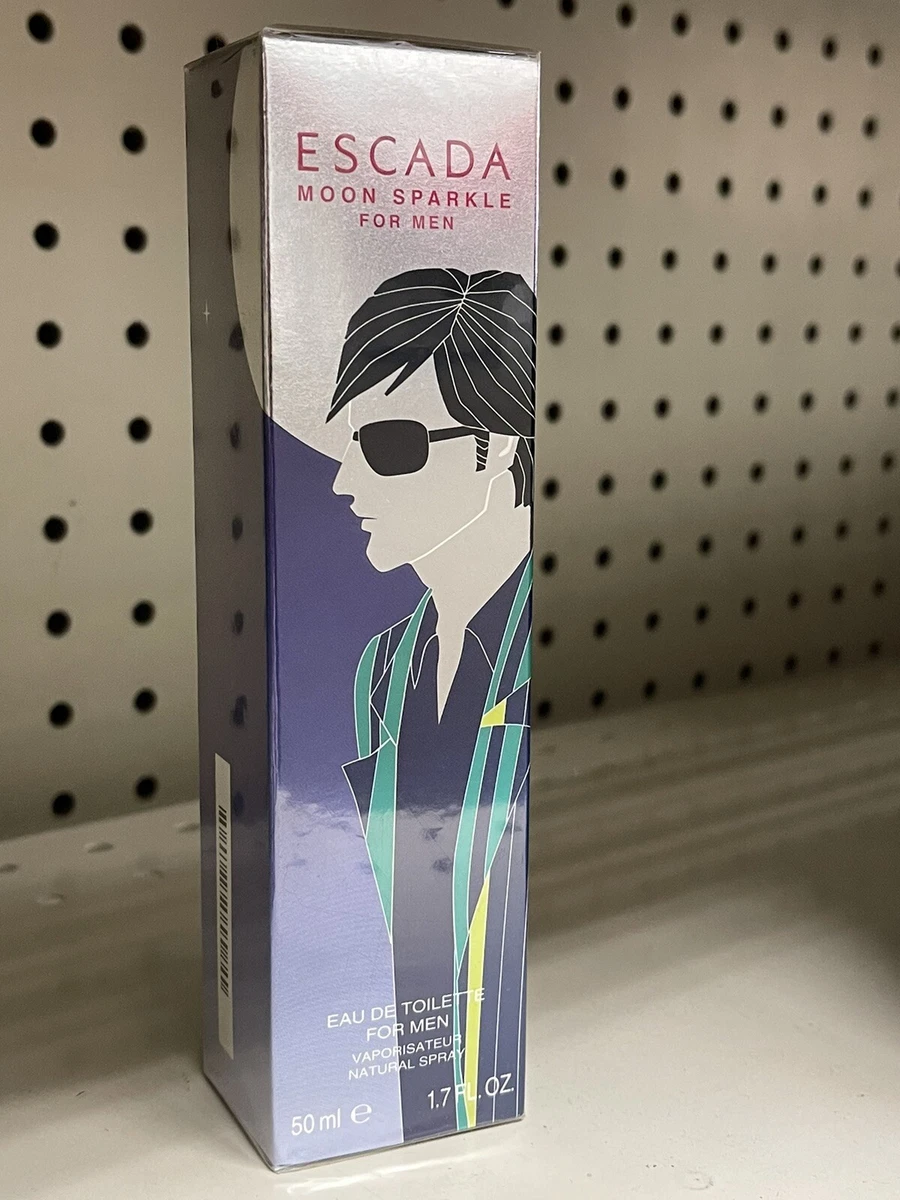 ESCADA
MOON SPARKLE
FOR MEN
EAU DE TOILETTE
FOR MEN
VAPORISATEUR
NATURAL SPRAY
50 ml e 1.7 FL. OZ.